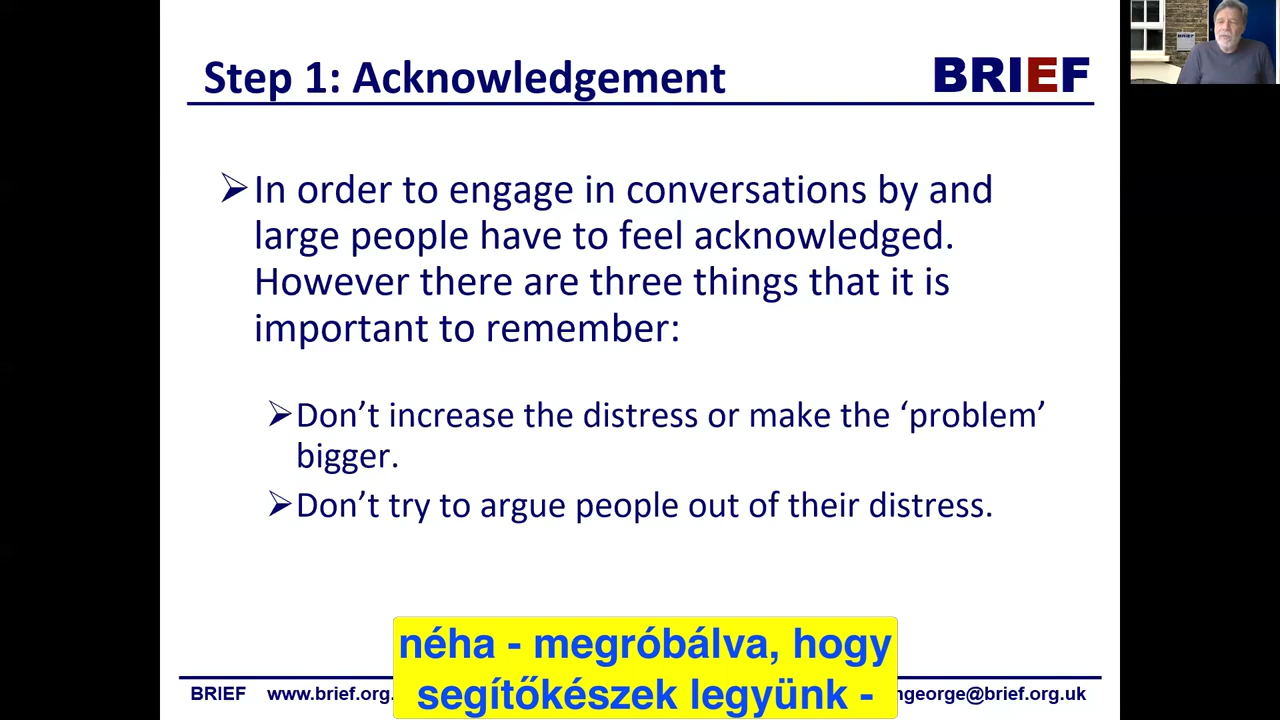 Step 1: Acknowledgement
BRIEF
BRIEF
➢In order to engage in conversations by and
large people have to feel acknowledged.
However there are three things that it is
important to remember:
➢Don’t increase the distress or make the ‘problem’
bigger.
➢Don’t try to argue people out of their distress.
néha - megróbálva, hogy
segítőkészek legyünk -
BRIEF www.brief.org. ngeorge@brief.org.uk